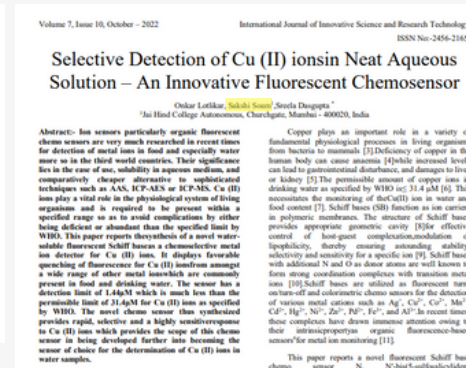 Volume 7, Issue 10, October – 2022
International Journal of Innovative Science and Research Technolog
ISSN No:-2456-2165
Selective Detection of Cu (II) ionsin Neat Aqueous
Solution – An Innovative Fluorescent Chemosensor
Onkar Lotlikar, Sakshi Soum¹,Sreela Dasgupta *
¹Jai Hind College Autonomous, Churchgate, Mumbai - 400020, India
Abstract:- Ion sensors particularly organic fluorescent
chemo sensors are very much researched in recent times
for detection of metal ions in food and especially water
more so in the third world countries. Their significance
lies in the ease of use, solubility in aqueous medium, and
comparatively cheaper alternative to sophisticated
techniques such as AAS, ICP-AES or ICP-MS. Cu (II)
ions play a vital role in the physiological system of living
organisms and is required to be present within a
specified range so as to avoid complications by either
being deficient or abundant than the specified limit by
WHO. This paper reports thesynthesis of a novel water-
soluble fluorescent Schiff baseas a chemoselective metal
ion detector for Cu (II) ions. It displays favorable
quenching of fluorescence for Cu (II) ionsfrom amongst
a wide range of other metal ionswhich are commonly
present in food and drinking water. The sensor has a
detection limit of 1.44µM which is much less than the
permissible limit of 31.4µM for Cu (II) ions as specified
by WHO. The novel chemo sensor thus synthesized
provides rapid, selective and a highly sensitiveresponse
to Cu (II) ions which provides the scope of this chemo
sensor in being developed further into becoming the
sensor of choice for the determination of Cu (II) ions in
water samples.
Copper plays an important role in a variety o
fundamental physiological processes in living organism
from bacteria to mammals [3].Deficiency of copper in th
human body can cause anaemia [4]while increased level
can lead to gastrointestinal disturbance, and damages to live
or kidney [5].The permissible amount of copper ions i
drinking water as specified by WHO is≤ 31.4 µM [6]. Thi
necessitates the monitoring of theCu(II) ion in water and
food content [7]. Schiff bases (SB) function as ion carrier
in polymeric membranes. The structure of Schiff base
provides appropriate geometric cavity [8]for effective
control of host-guest complexation,modulation o
lipophilicity, thereby ensuring astounding stability
selectivity and sensitivity for a specific ion [9]. Schiff base
with additional N and O as donor atoms are well known t
form strong coordination complexes with transition meta
ions [10].Schiff bases are utilized as fluorescent turn
on/turn-off and colorimetric chemo sensors for the detectio
of various metal cations such as Ag⁺, Cu²⁺, Co²⁺, Mn²
Cd²⁺, Hg²⁺, Ni²⁺, Zn²⁺, Pd²⁺, Fe³⁺, and Al³⁺.In recent time
these complexes have drawn immense attention owing t
their intrinsicpropertyas organic fluorescence-base
sensors⁸for metal ion monitoring [11].
This paper reports a novel fluorescent Schiff bas
chemo sensor N, N'-bis(5-sulfosalicylidene